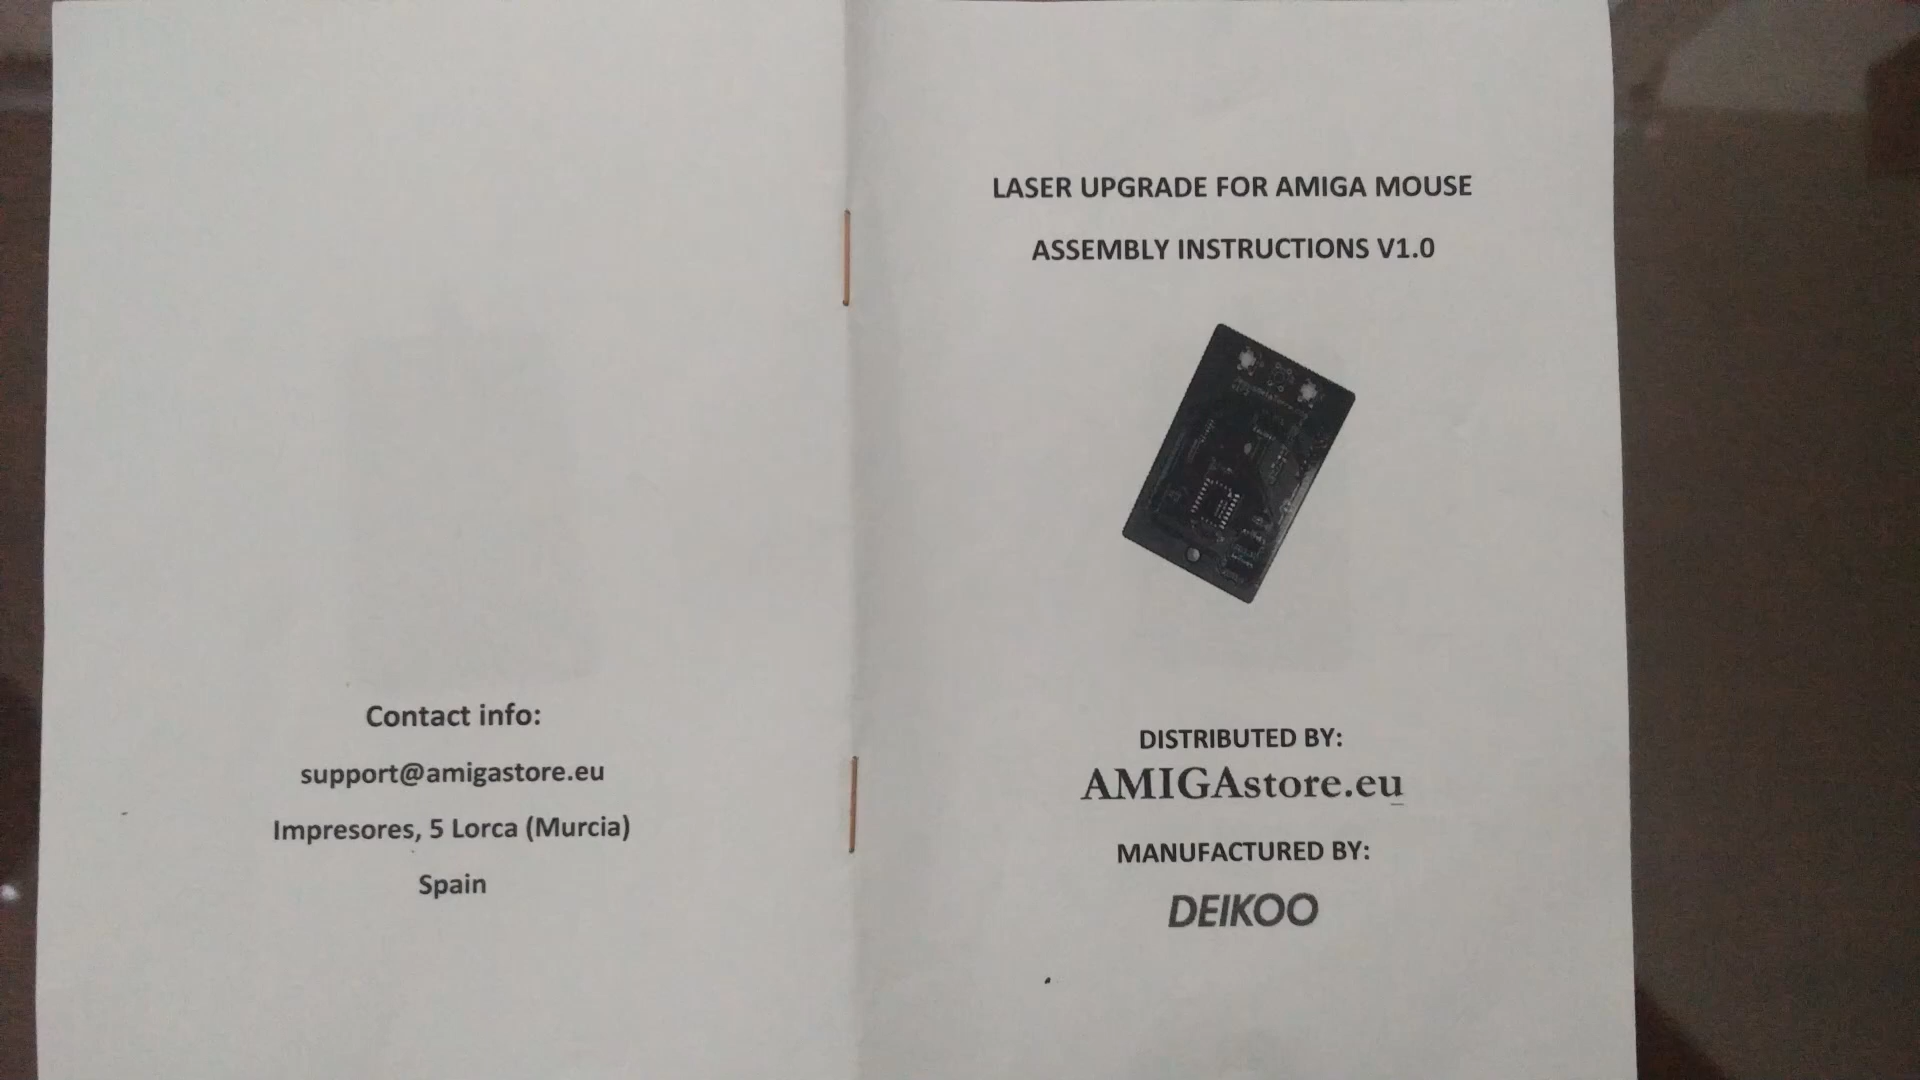 Contact info:
support@amigastore.eu
Impresores, 5 Lorca (Murcia)
Spain
LASER UPGRADE FOR AMIGA MOUSE
ASSEMBLY INSTRUCTIONS V1.0
DISTRIBUTED BY:
AMIGAstore.eu
MANUFACTURED BY:
DEIKOO